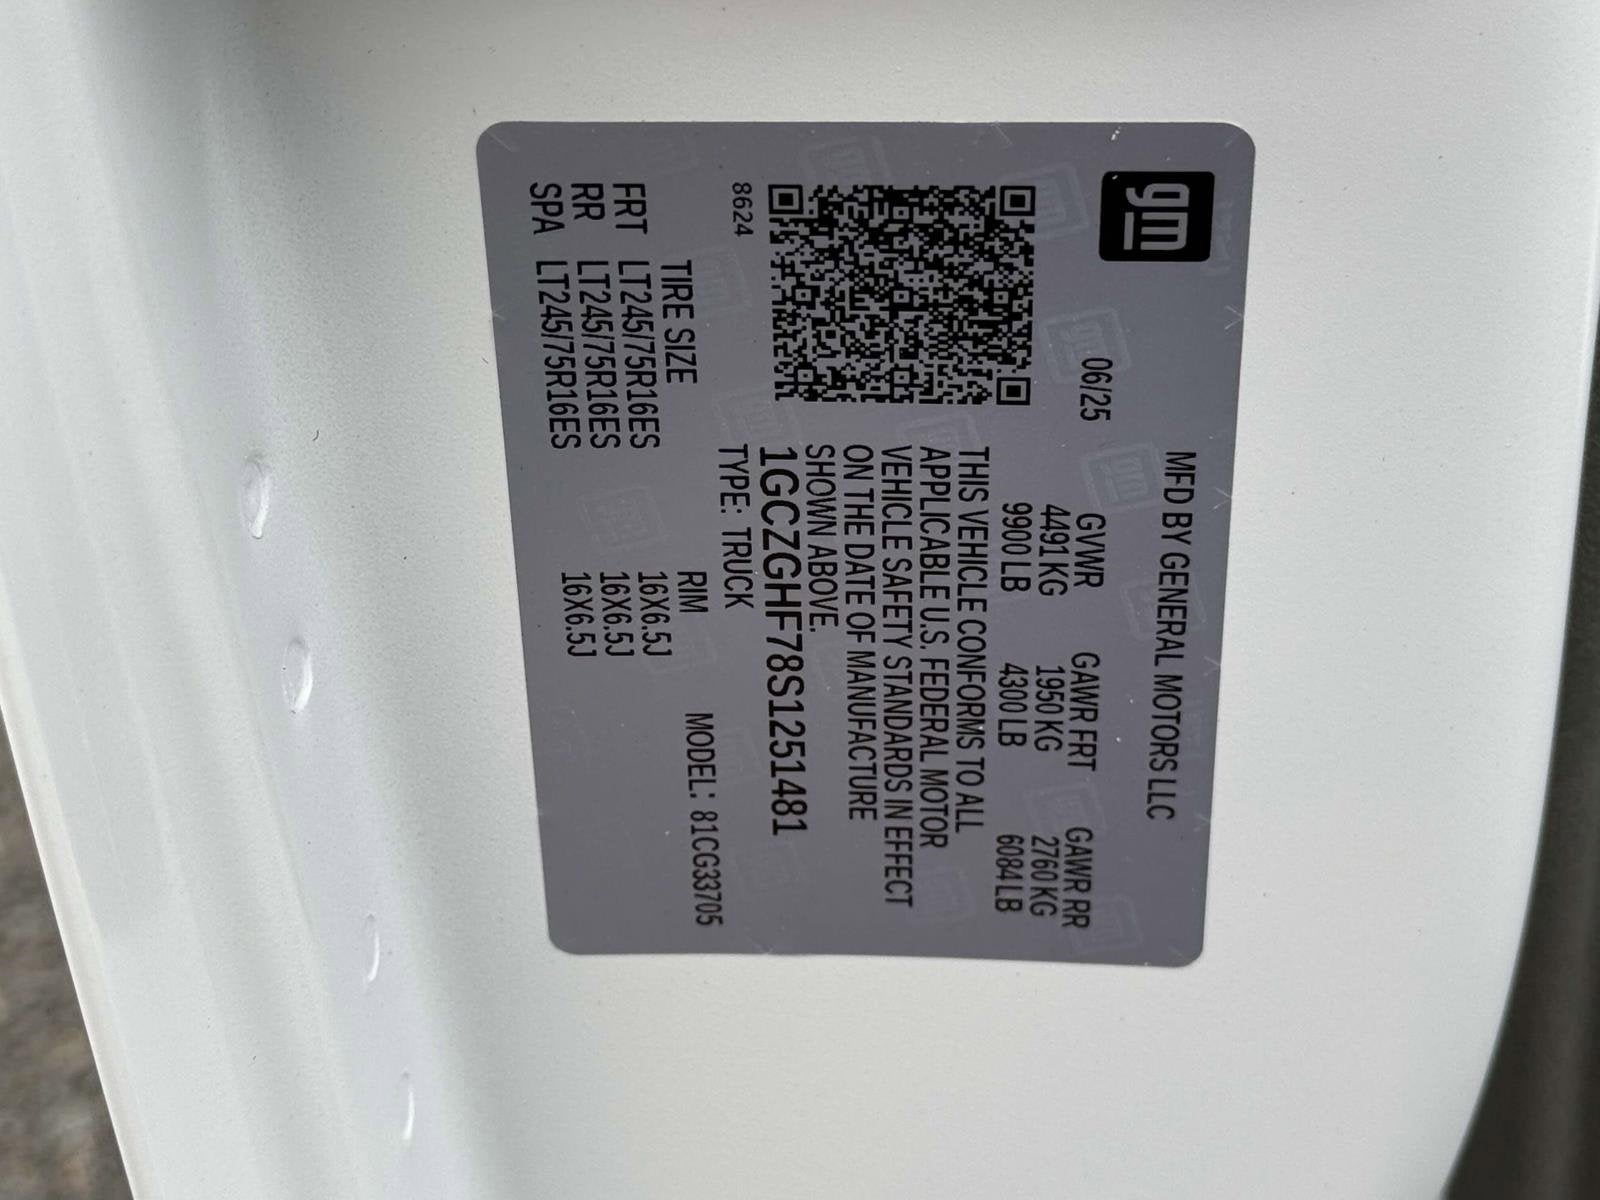 gm
MFD BY GENERAL MOTORS LLC
06/25
GVWR GAWR FRT GAWR RR
4491 KG 1950 KG 2760 KG
9900 LB 4300 LB 6084 LB
THIS VEHICLE CONFORMS TO ALL
APPLICABLE U.S. FEDERAL MOTOR
VEHICLE SAFETY STANDARDS IN EFFECT
ON THE DATE OF MANUFACTURE
SHOWN ABOVE.
1GCZGHF78S1251481
8624
TYPE: TRUCK
MODEL: 81CG33705
TIRE SIZE RIM
FRT LT245/75R16ES 16X6.5J
RR LT245/75R16ES 16X6.5J
SPA LT245/75R16ES 16X6.5J